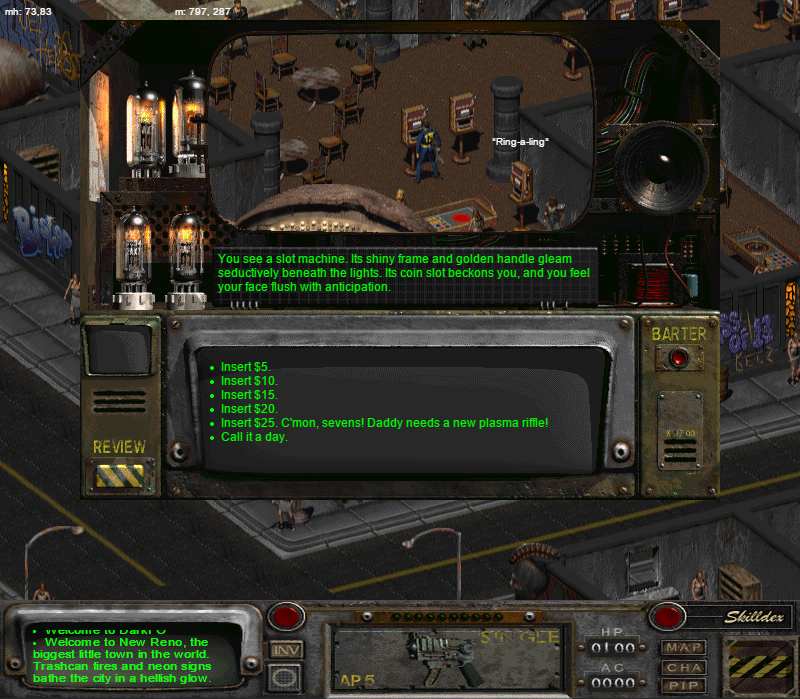 mh: 73,83
m: 797, 287
*Ring-a-ling*
You see a slot machine. Its shiny frame and golden handle gleam
seductively beneath the lights. Its coin slot beckons you, and you feel
your face flush with anticipation.
BARTER
• Insert $5.
• Insert $10.
• Insert $15.
• Insert $20.
• Insert $25. C'mon, sevens! Daddy needs a new plasma riffle!
• Call it a day.
REVIEW
• Welcome to New Reno, the
biggest little town in the world.
Trashcan fires and neon signs
bathe the city in a hellish glow.
INV
SINGLE
AP 5
HP
0100
AC
0000
MAP
CHA
PIP
Skilldex